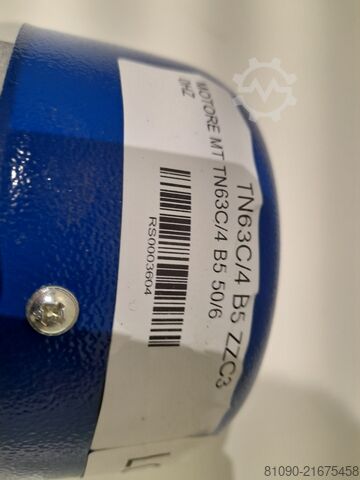 TN63C/4 B5 ZZC3
MOTORE MT TN63C/4 B5 50/6
0HZ
RS0003604
81090-21675458